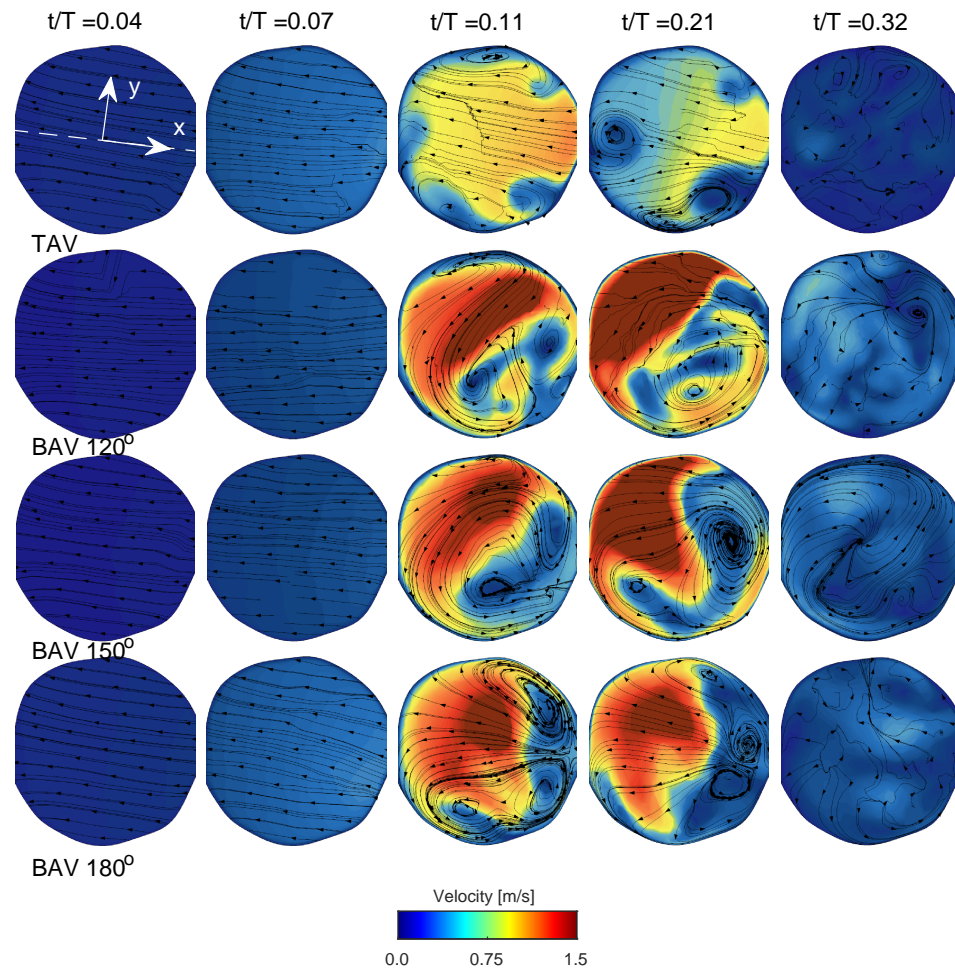 t/T =0.04 t/T =0.07 t/T =0.11 t/T =0.21 t/T =0.32
y
x
TAV
BAV 120º
BAV 150º
BAV 180º
Velocity [m/s]
0.0 0.75 1.5